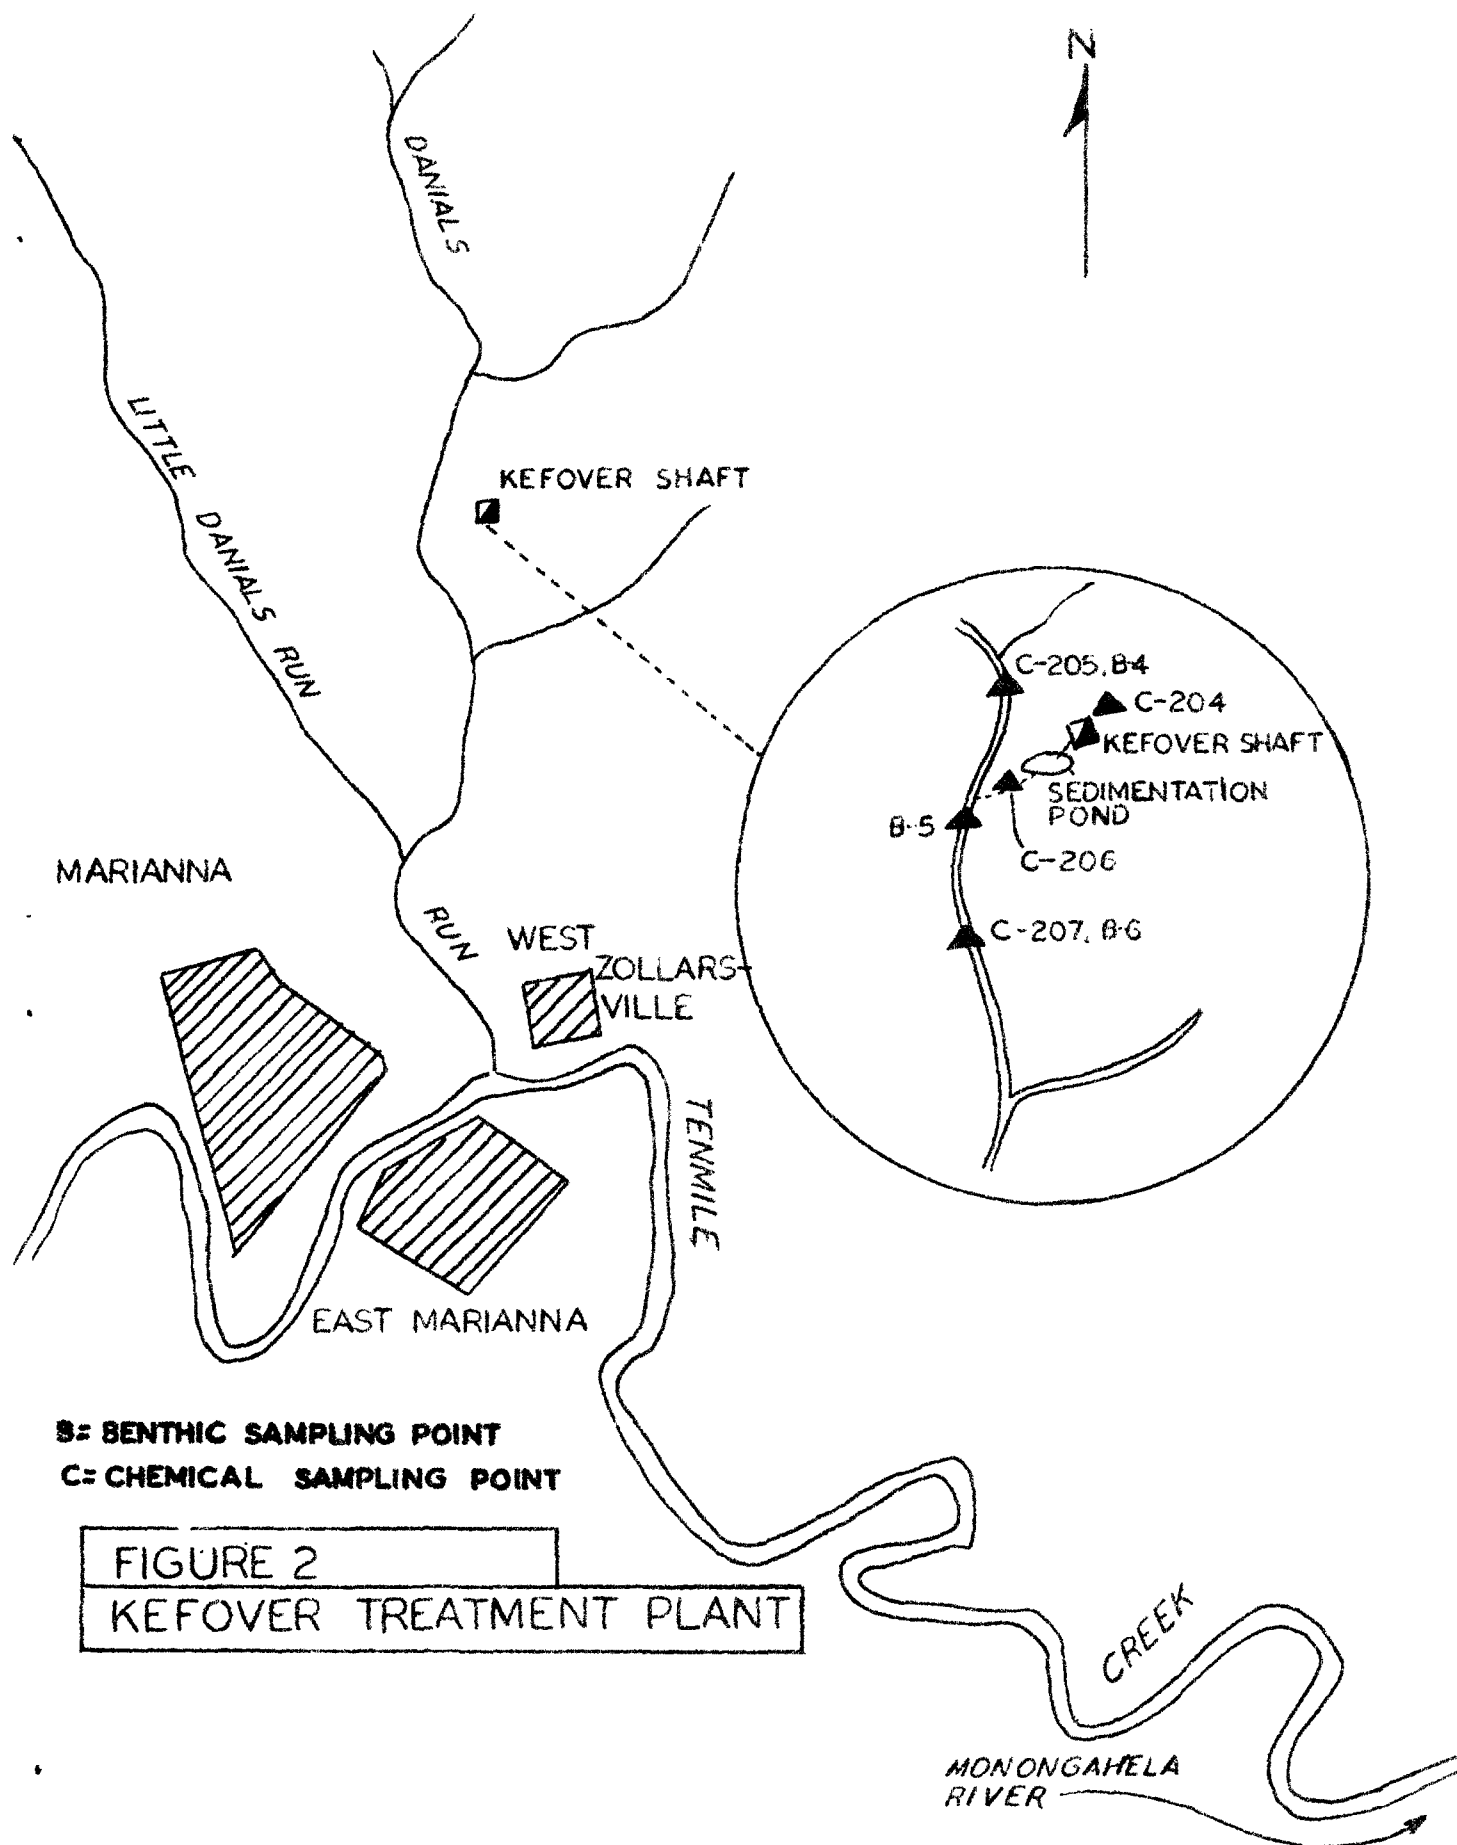 N
DANIALS
LITTLE DANIALS RUN
KEFOVER SHAFT
C-205, B-4
C-204
KEFOVER SHAFT
SEDIMENTATION
POND
B-5
C-206
C-207, B-6
MARIANNA
RUN
WEST
ZOLLARS-
VILLE
TENMILE
EAST MARIANNA
B= BENTHIC SAMPLING POINT
C= CHEMICAL SAMPLING POINT
FIGURE 2
KEFOVER TREATMENT PLANT
CREEK
MONONGAHELA
RIVER